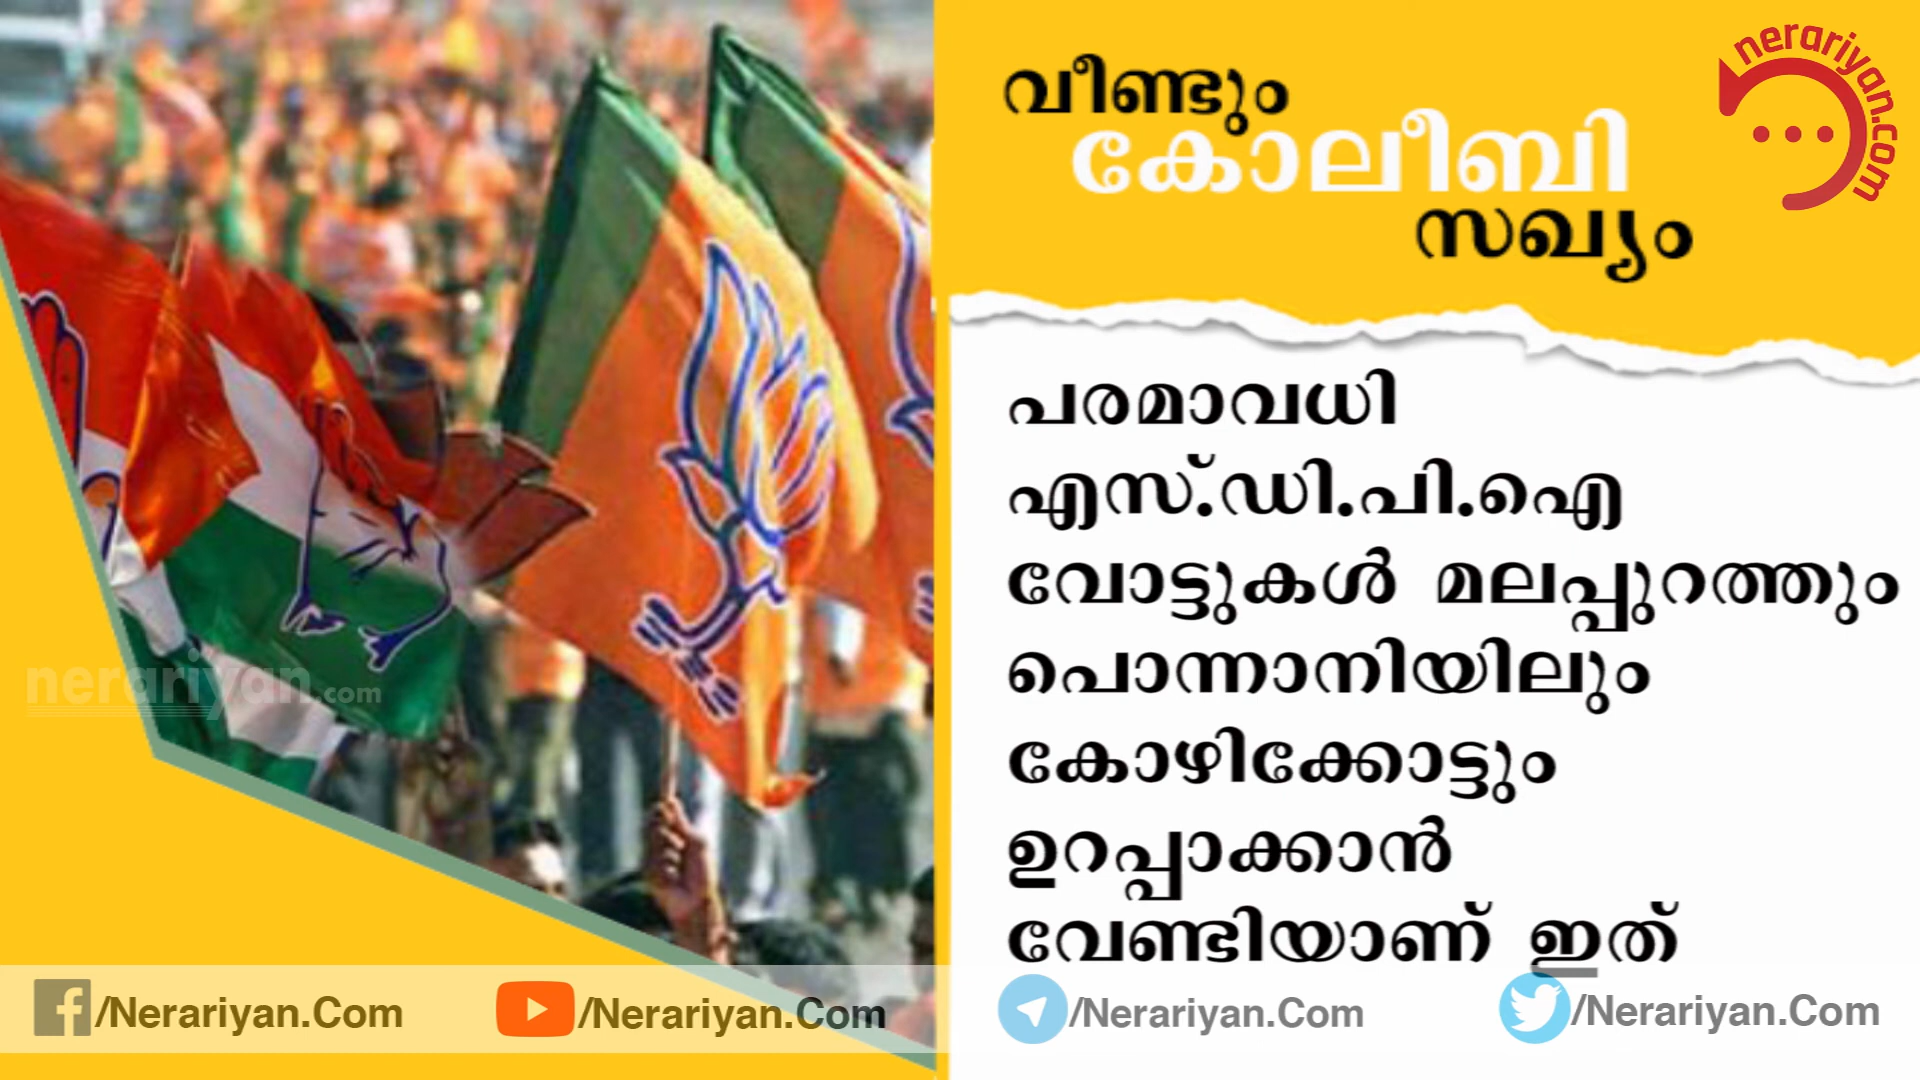 വീണ്ടും
കോലീബി
സഖ്യം
nerariyan.com
പരമാവധി
എസ്.ഡി.പി.ഐ
വോട്ടുകൾ മലപ്പുറത്തും
പൊന്നാനിയിലും
കോഴിക്കോട്ടും
ഉറപ്പാക്കാൻ
വേണ്ടിയാണ് ഇത്
nerariyan.com
/Nerariyan.Com
/Nerariyan.Com
/Nerariyan.Com
/Nerariyan.Com